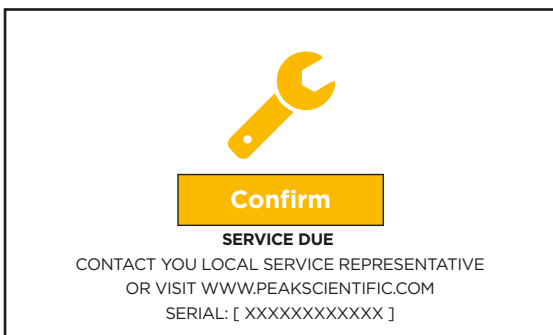 Confirm
SERVICE DUE
CONTACT YOU LOCAL SERVICE REPRESENTATIVE
OR VISIT WWW.PEAKSCIENTIFIC.COM
SERIAL: [ XXXXXXXXXXXX ]